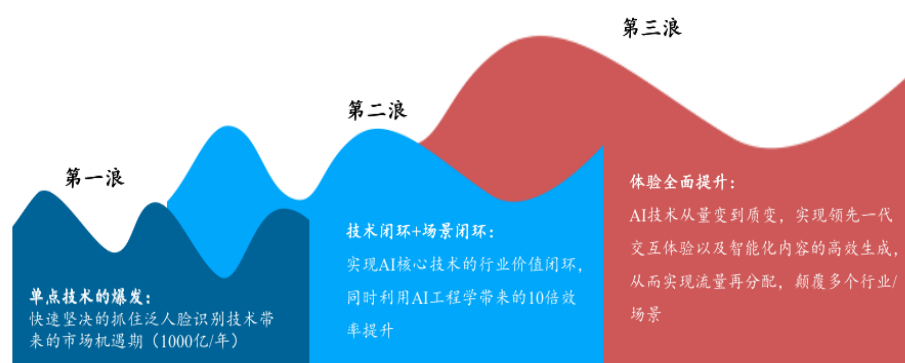 第一浪
单点技术的爆发：
快速坚决的抓住泛人脸识别技术带
来的市场机遇期（1000亿/年）
第二浪
技术闭环+场景闭环：
实现AI核心技术的行业价值闭环，
同时利用AI工程学带来的10倍效
率提升
第三浪
体验全面提升：
AI技术从量变到质变，实现领先一代
交互体验以及智能化内容的高效生成，
从而实现流量再分配，颠覆多个行业/
场景